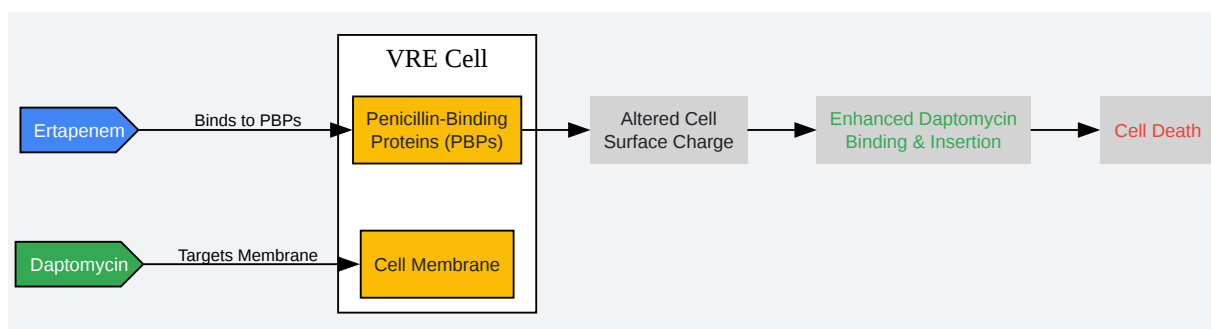 VRE Cell
Ertapenem
Binds to PBPs
Penicillin-Binding
Proteins (PBPs)
Altered Cell
Surface Charge
Enhanced Daptomycin
Binding & Insertion
Cell Death
Daptomycin
Targets Membrane
Cell Membrane